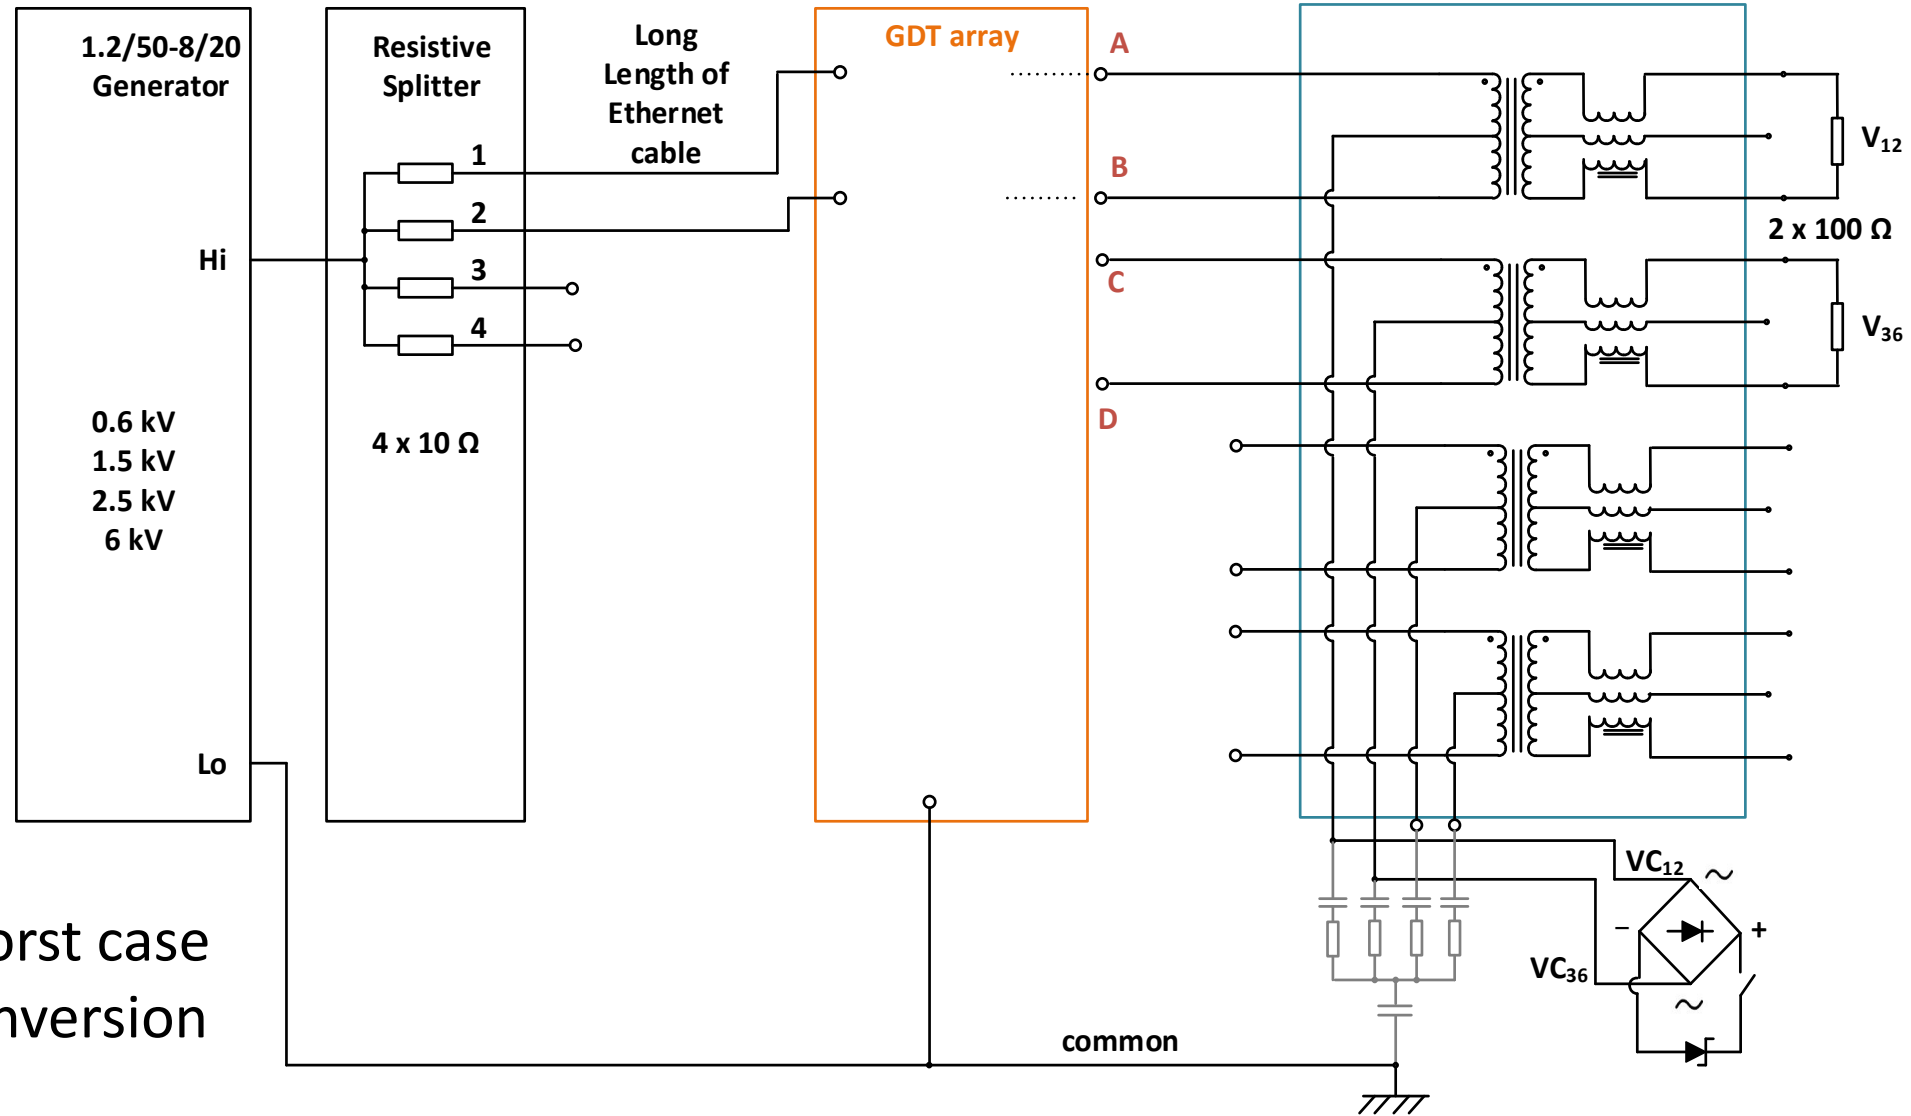 1.2/50-8/20
Generator
Resistive
Splitter
Long
Length of
Ethernet
cable
GDT array
A
B
C
D
1
2
3
4
Hi
Lo
0.6 kV
1.5 kV
2.5 kV
6 kV
4 x 10 Ω
V₁₂
2 x 100 Ω
V₃₆
VC₁₂
~
−
+
VC₃₆
~
common
orst case
nversion